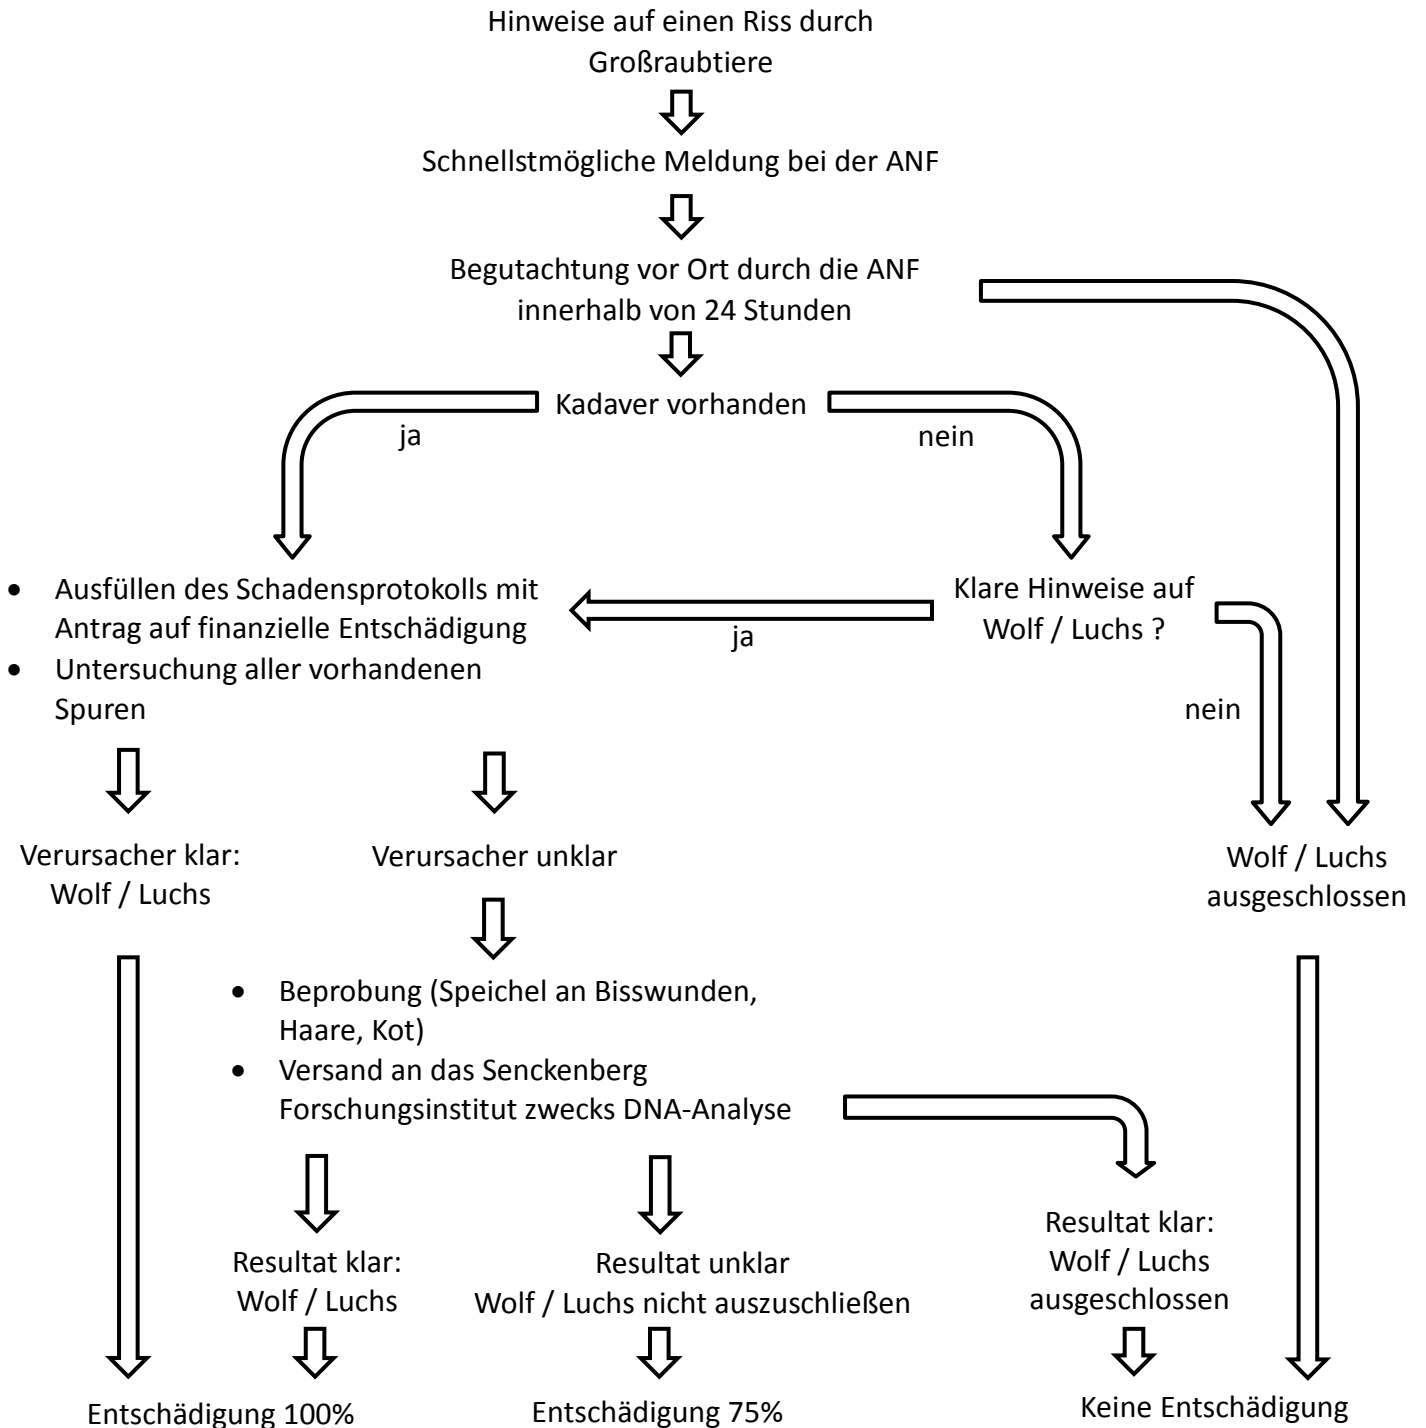 Hinweise auf einen Riss durch
Großraubtiere
Schnellstmögliche Meldung bei der ANF
Begutachtung vor Ort durch die ANF
innerhalb von 24 Stunden
Kadaver vorhanden
ja
nein
• Ausfüllen des Schadensprotokolls mit
Antrag auf finanzielle Entschädigung
• Untersuchung aller vorhandenen
Spuren
ja
Klare Hinweise auf
Wolf / Luchs ?
nein
Verursacher klar:
Wolf / Luchs
Verursacher unklar
Wolf / Luchs
ausgeschlossen
• Beprobung (Speichel an Bisswunden,
Haare, Kot)
• Versand an das Senckenberg
Forschungsinstitut zwecks DNA-Analyse
Resultat klar:
Wolf / Luchs
Resultat unklar
Wolf / Luchs nicht auszuschließen
Resultat klar:
Wolf / Luchs
ausgeschlossen
Entschädigung 100%
Entschädigung 75%
Keine Entschädigung